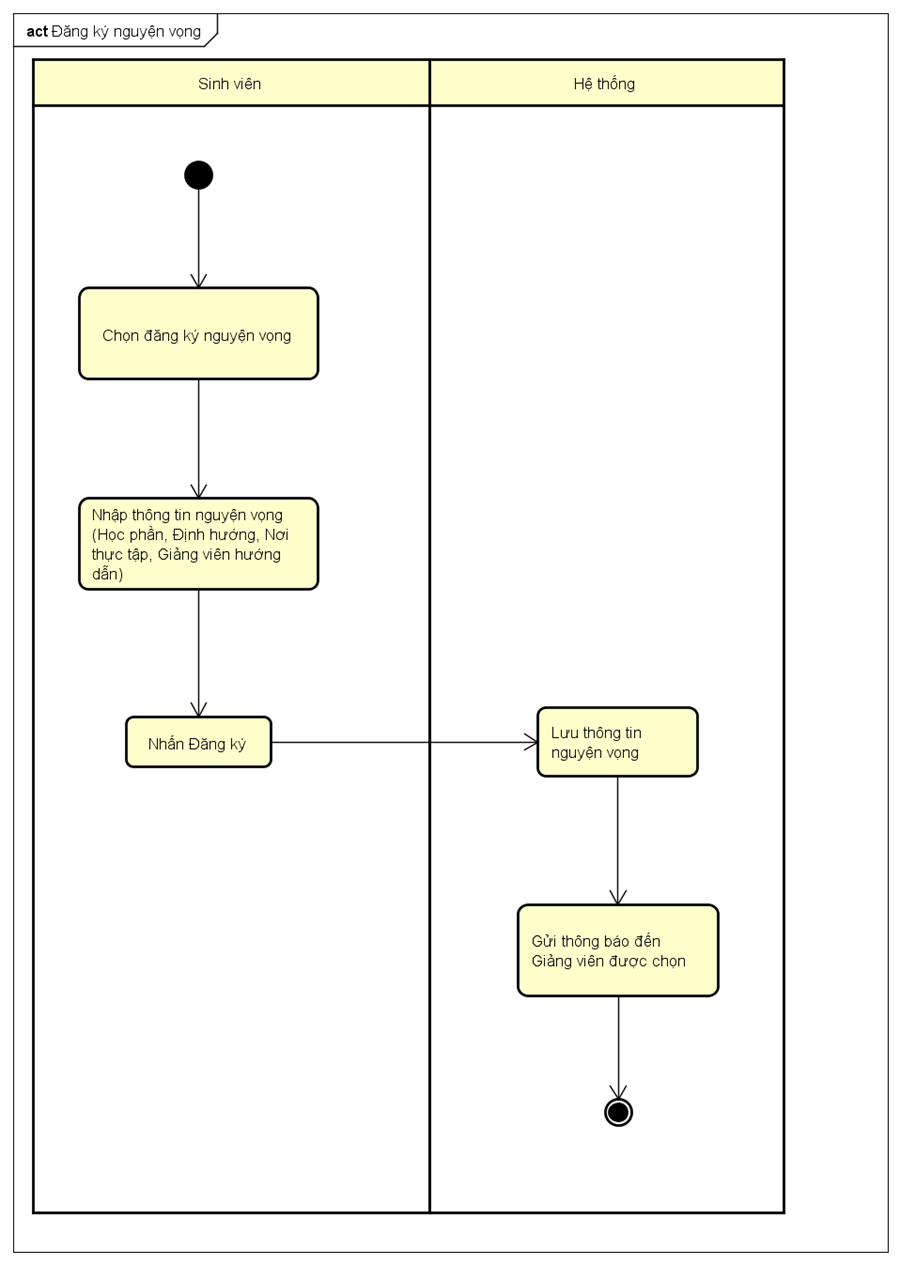 act Đăng ký nguyện vọng
Sinh viên
Hệ thống
Chọn đăng ký nguyện vọng
Nhập thông tin nguyện vọng
(Học phần, Định hướng, Nơi
thực tập, Giảng viên hướng
dẫn)
Nhấn Đăng ký
Lưu thông tin
nguyện vọng
Gửi thông báo đến
Giảng viên được chọn